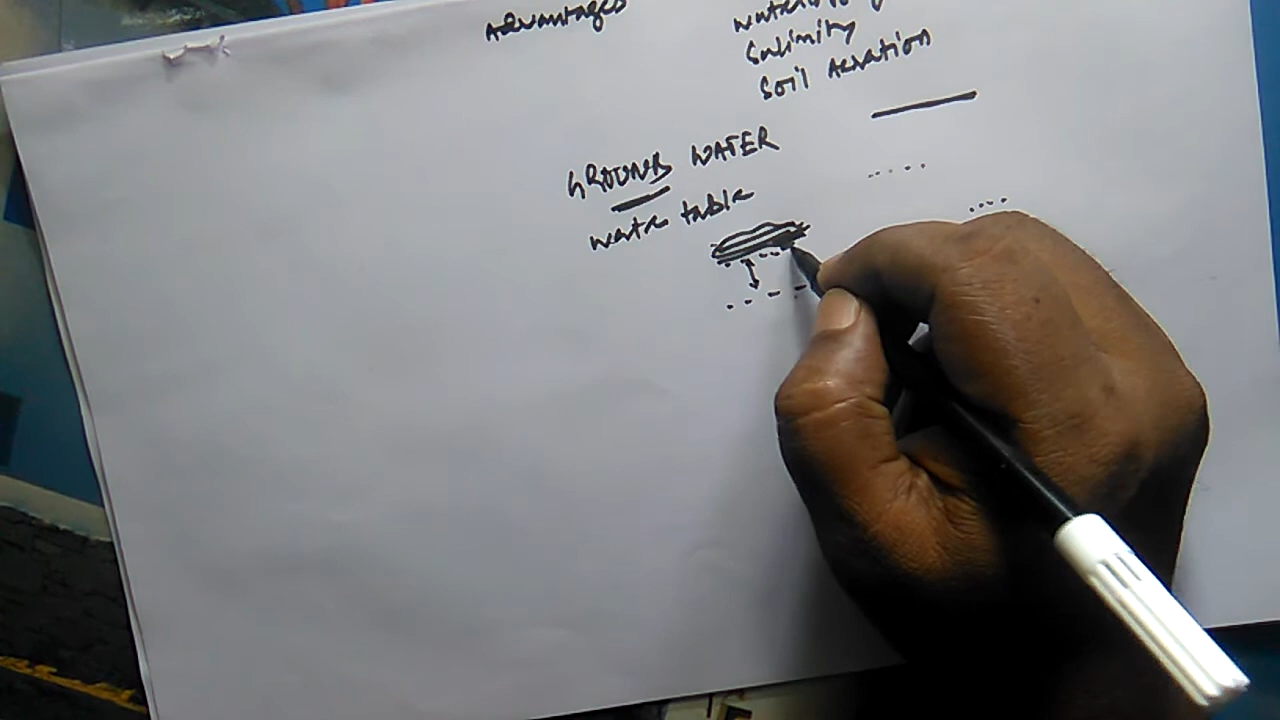 Advantages
Salinity
Soil Aeration
GROUND WATER
water table